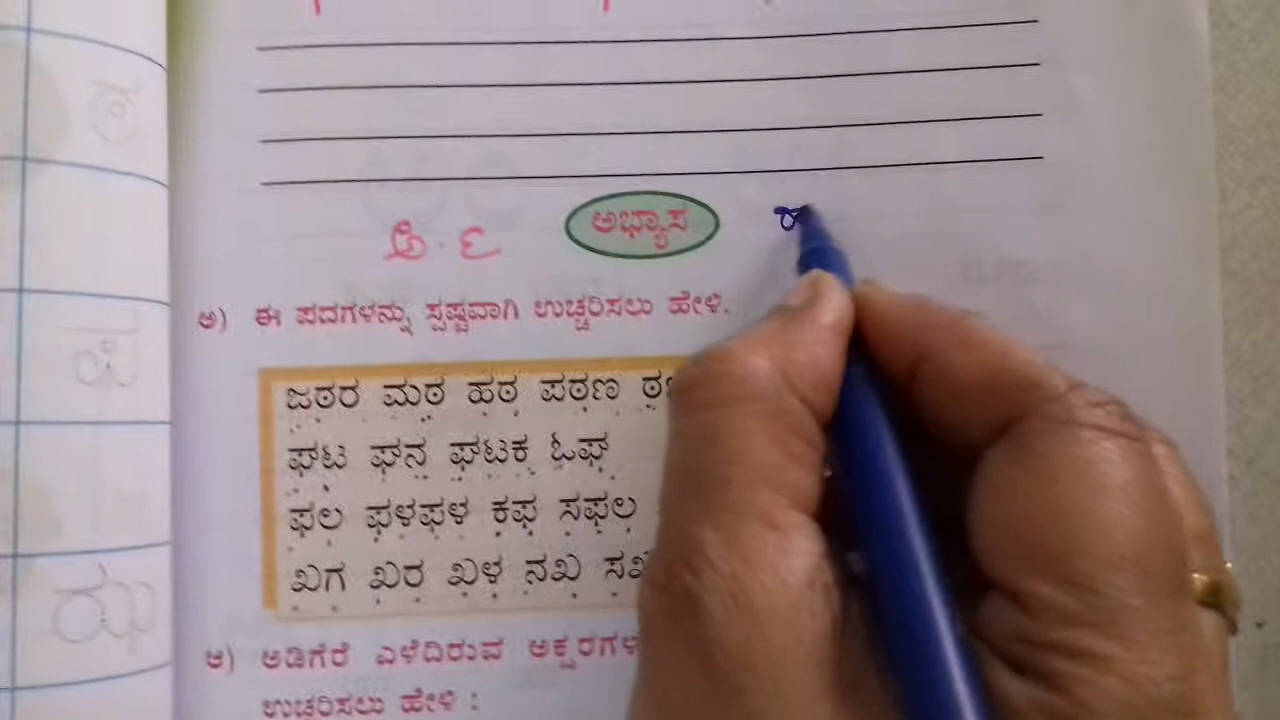 ಅಭ್ಯಾಸ
ಅ) ಈ ಪದಗಳನ್ನು ಸ್ಪಷ್ಟವಾಗಿ ಉಚ್ಚರಿಸಲು ಹೇಳಿ.
ಜಠರ ಮಠ ಹಠ ಪಠಣ
ಘಟ ಘನ ಘಟಕ ಓಘ
ಫಲ ಫಳಫಳ ಕಫ ಸಫಲ
ಖಗ ಖರ ಖಳ ನಖ
ಆ) ಅಡಿಗೆರೆ ಎಳೆದಿರುವ
ಉಚ್ಚರಿಸಲು ಹೇಳಿ :